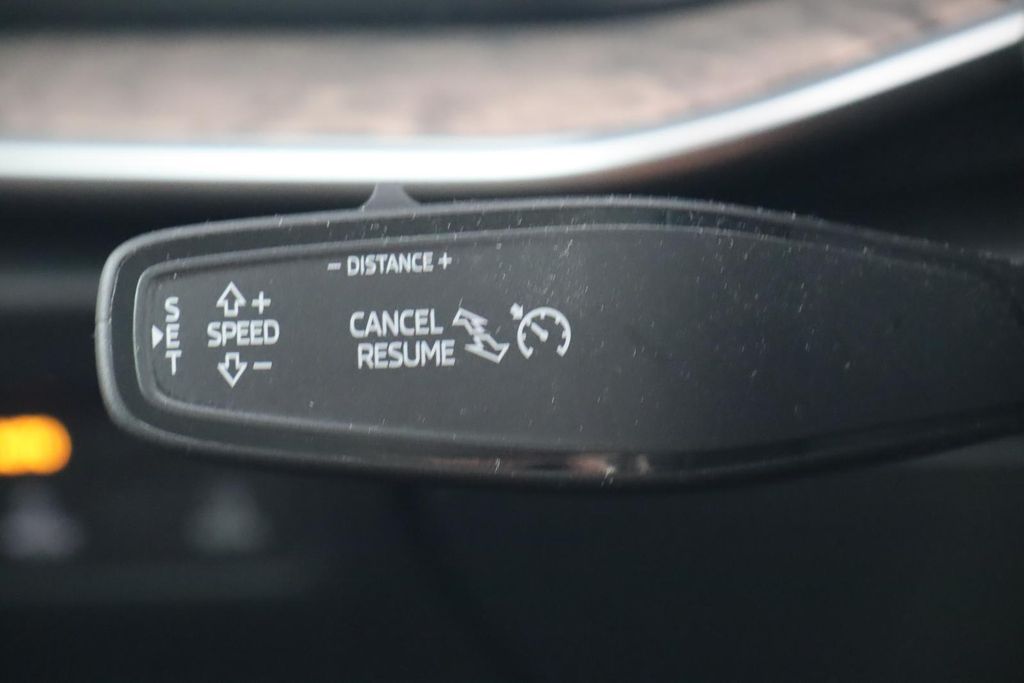 - DISTANCE +
SET
+
SPEED
-
CANCEL
RESUME